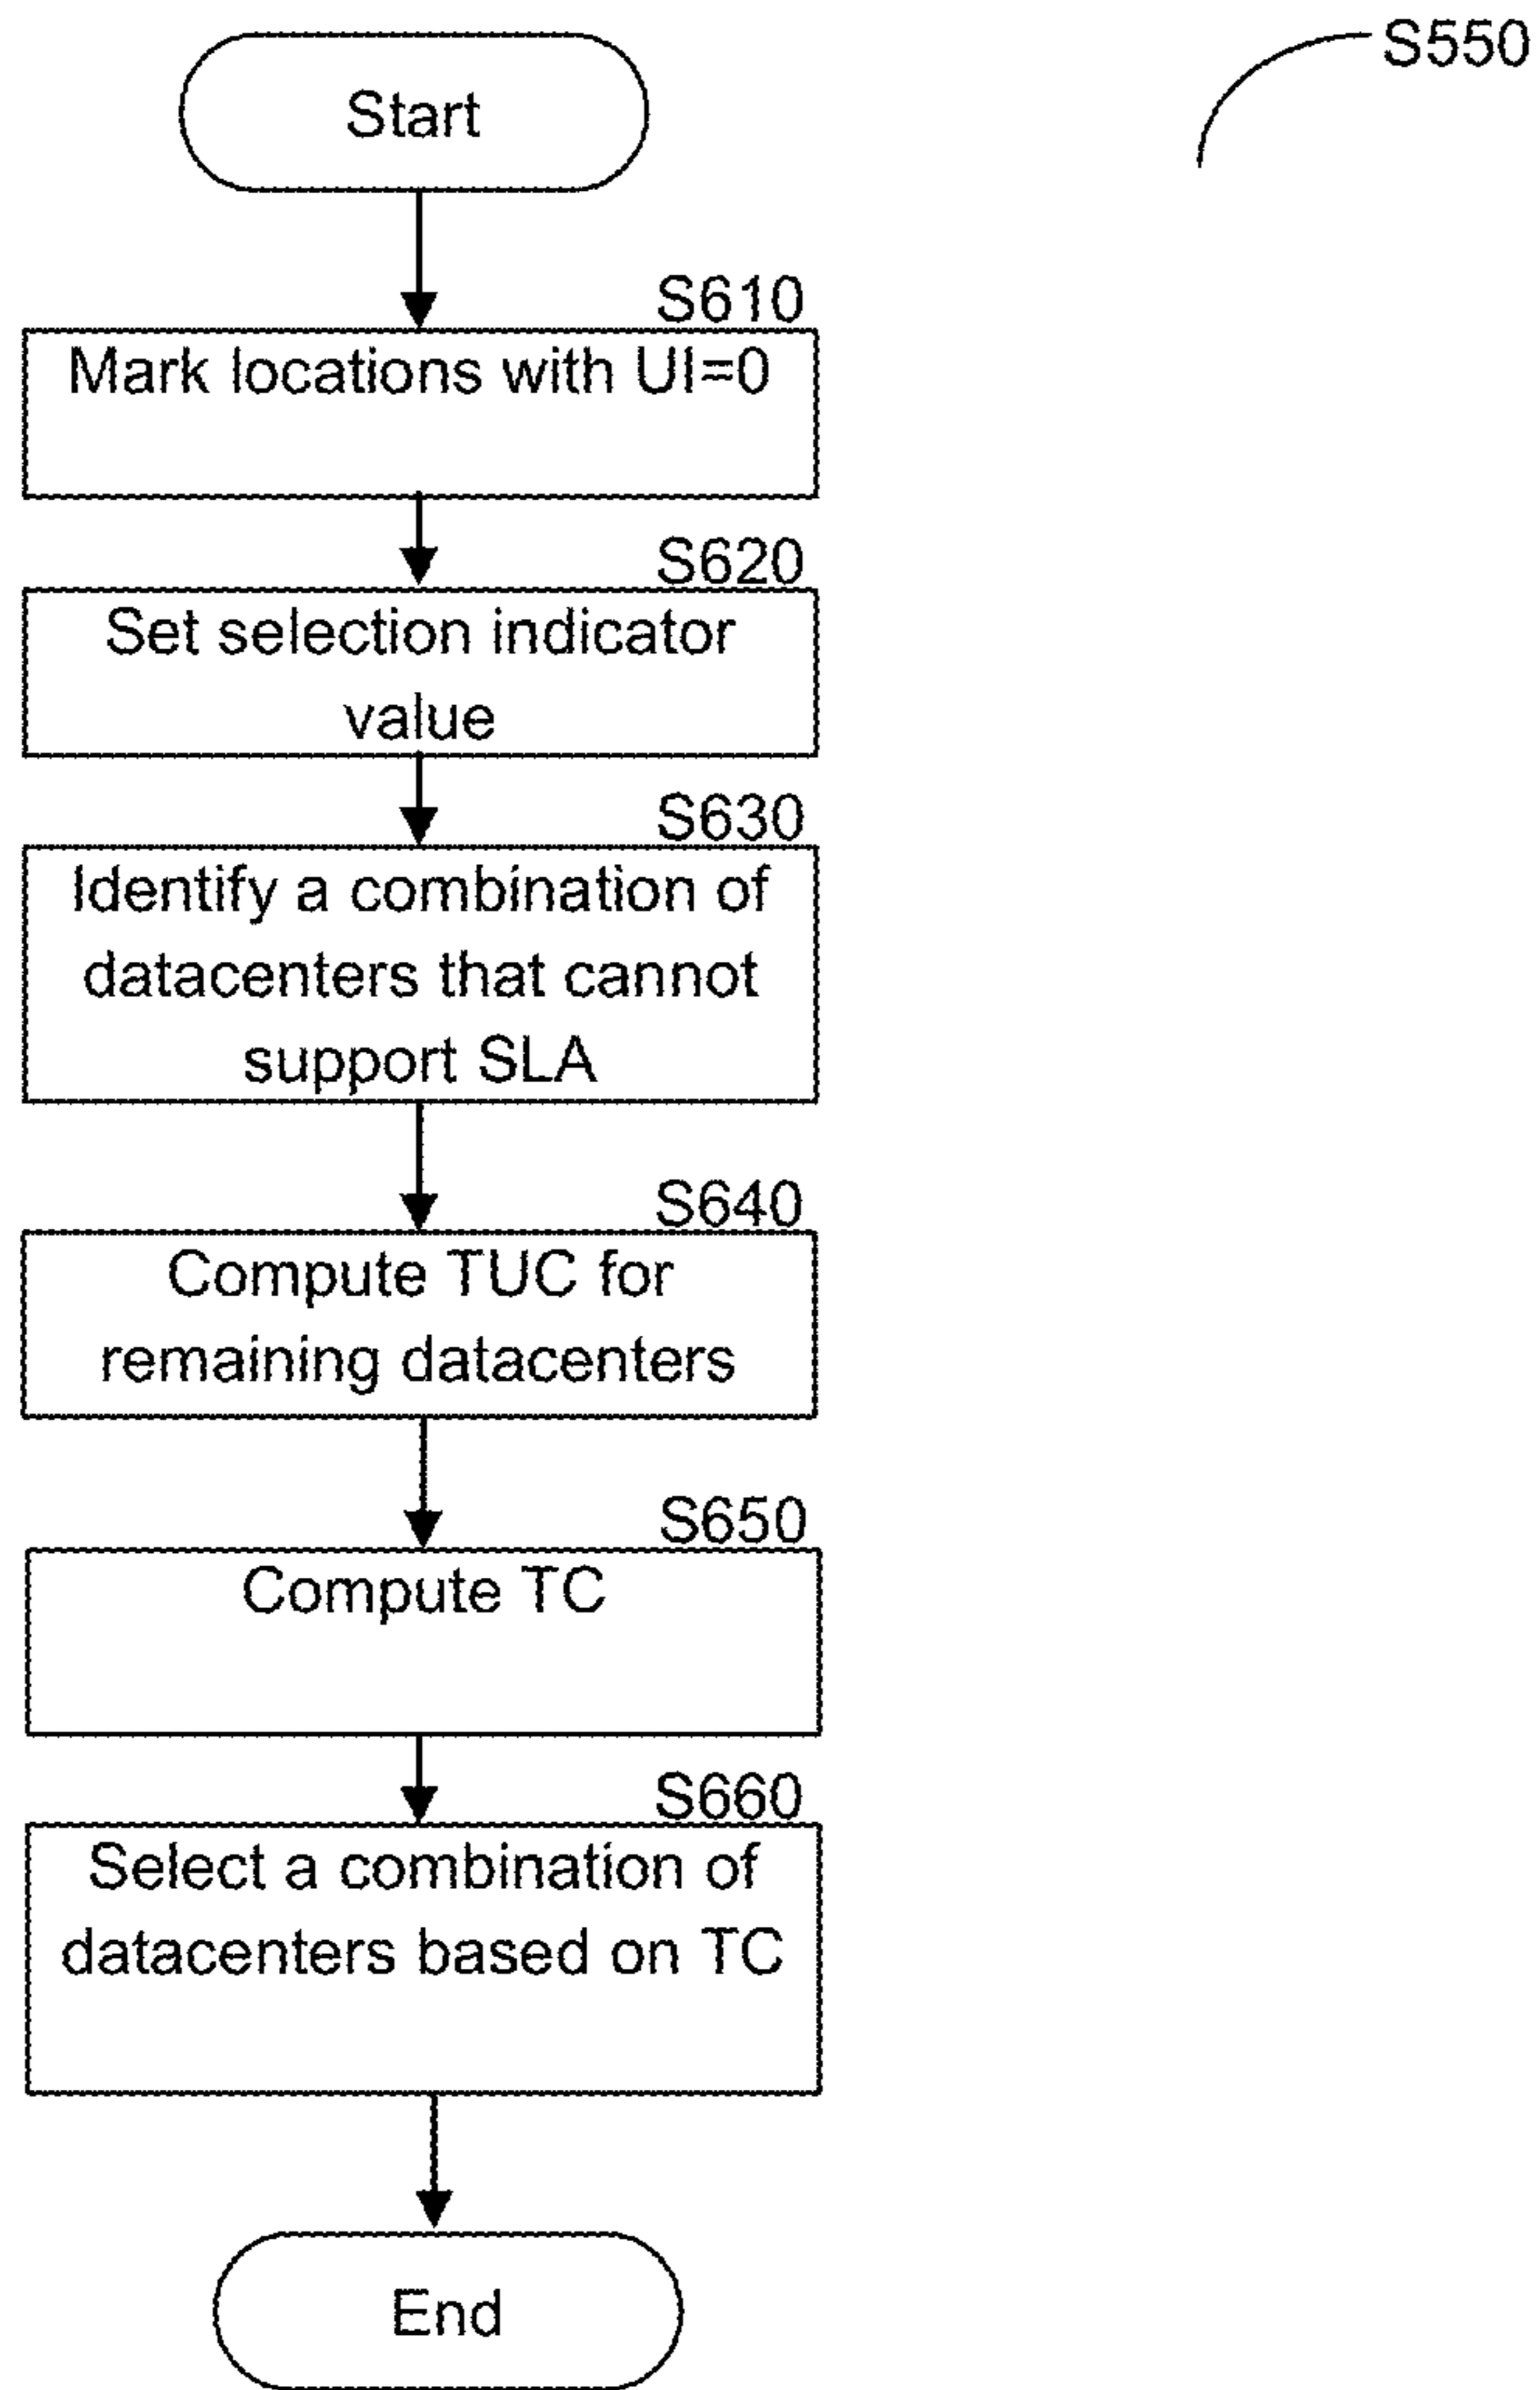 Start
S550
S610
Mark locations with UI=0
S620
Set selection indicator
value
S630
Identify a combination of
datacenters that cannot
support SLA
S640
Compute TUC for
remaining datacenters
S650
Compute TC
S660
Select a combination of
datacenters based on TC
End